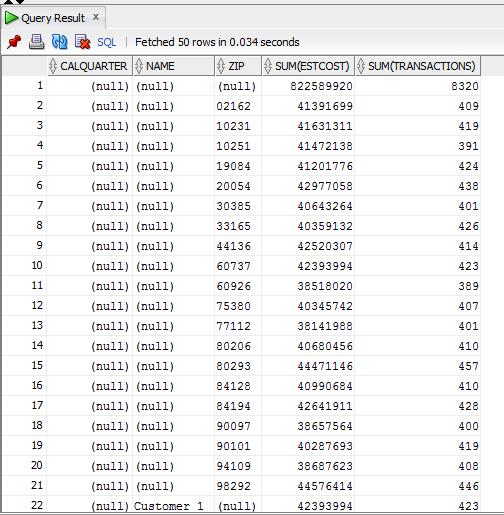 Query Result x
SQL | Fetched 50 rows in 0.034 seconds
CALQUARTER NAME ZIP SUM(ESTCOST) SUM(TRANSACTIONS)
1 (null) (null) (null) 822589920 8320
2 (null) (null) 02162 41391699 409
3 (null) (null) 10231 41631311 419
4 (null) (null) 10251 41472138 391
5 (null) (null) 19084 41201776 424
6 (null) (null) 20054 42977058 438
7 (null) (null) 30385 40643264 401
8 (null) (null) 33165 40359132 426
9 (null) (null) 44136 42520307 414
10 (null) (null) 60737 42393994 423
11 (null) (null) 60926 38518020 389
12 (null) (null) 75380 40345742 407
13 (null) (null) 77112 38141988 401
14 (null) (null) 80206 40680456 410
15 (null) (null) 80293 44471146 457
16 (null) (null) 84128 40990684 410
17 (null) (null) 84194 42641911 428
18 (null) (null) 90097 38657564 400
19 (null) (null) 90101 40287693 419
20 (null) (null) 94109 38687623 408
21 (null) (null) 98292 44576414 446
22 (null) Customer 1 (null) 42393994 423